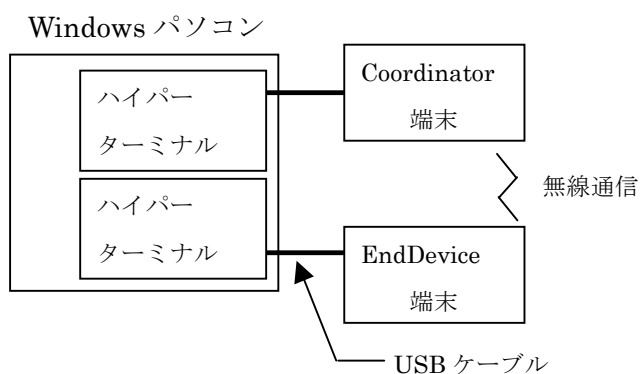 Windows パソコン
ハイパー
ターミナル
ハイパー
ターミナル
Coordinator
端末
無線通信
EndDevice
端末
USB ケーブル